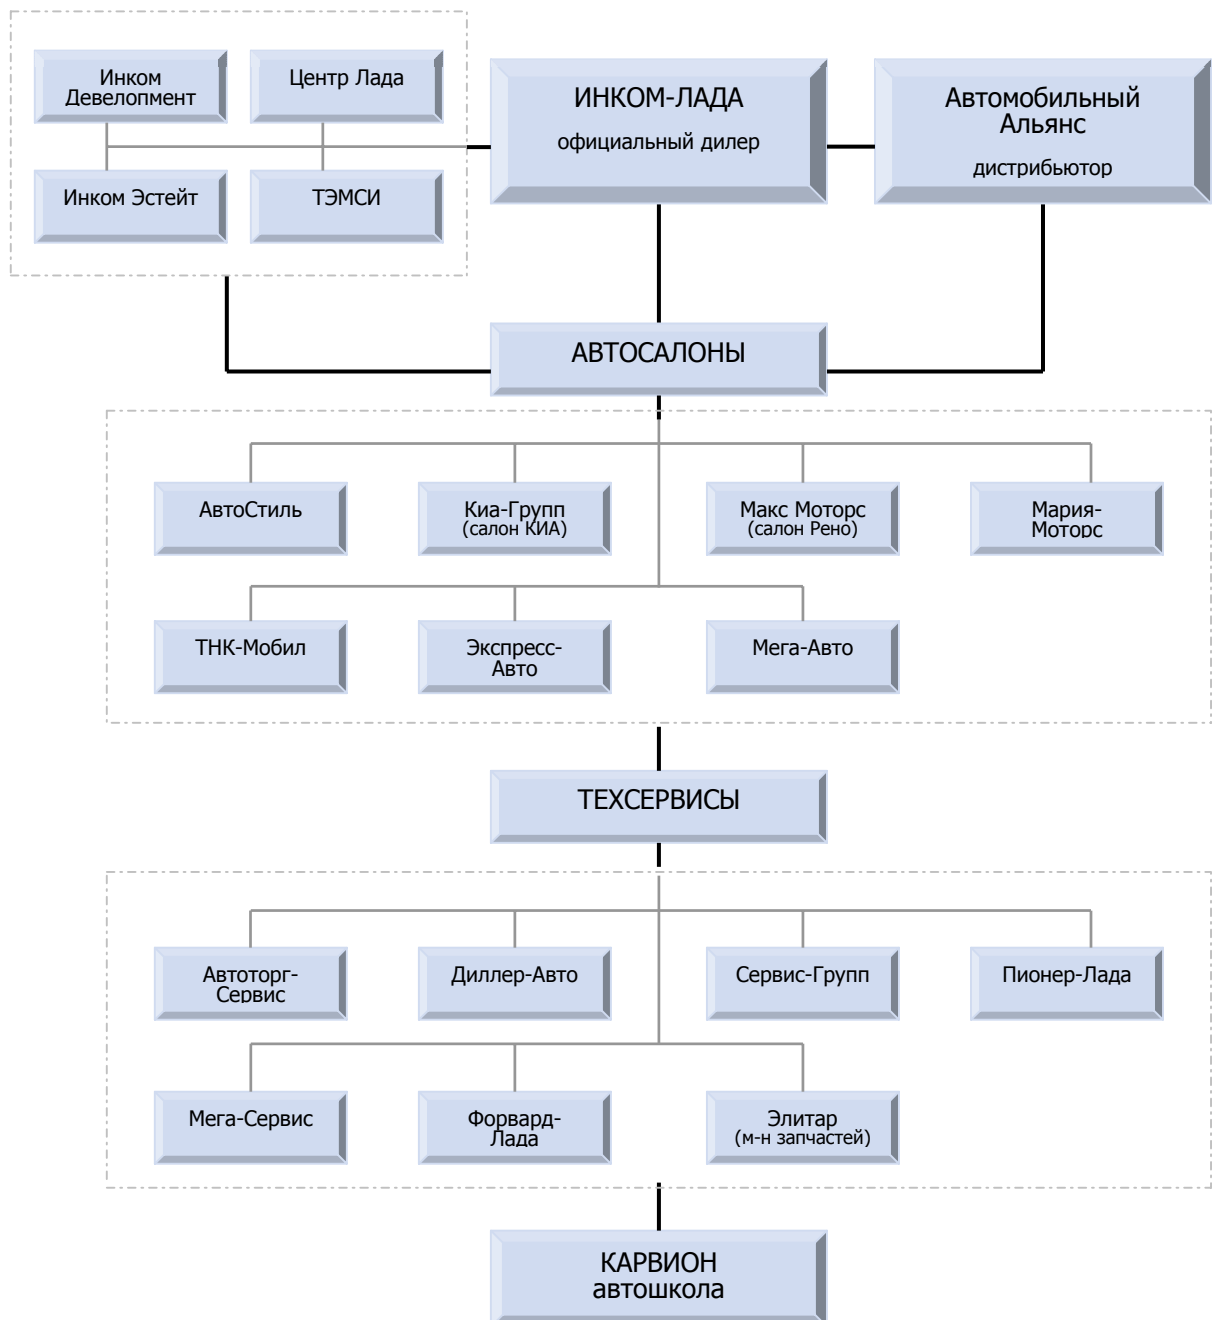 Инком
Девелопмент
Центр Лада
ИНКОМ-ЛАДА
официальный дилер
Автомобильный
Альянс
дистрибьютор
Инком Эстейт
ТЭМСИ
АВТОСАЛОНЫ
АвтоСтиль
Киа-Групп
(салон КИА)
Макс Моторс
(салон Рено)
Мария-
Моторс
ТНК-Мобил
Экспресс-
Авто
Мега-Авто
ТЕХСЕРВИСЫ
Автоторг-
Сервис
Диллер-Авто
Сервис-Групп
Пионер-Лада
Мега-Сервис
Форвард-
Лада
Элитар
(м-н запчастей)
КАРВИОН
автошкола